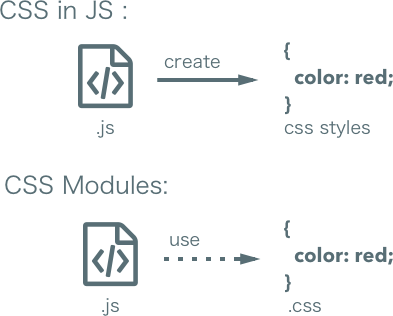 CSS in JS :
create
{
color: red;
}
</>
.js
css styles
CSS Modules:
use
{
color: red;
}
</>
.js
.css